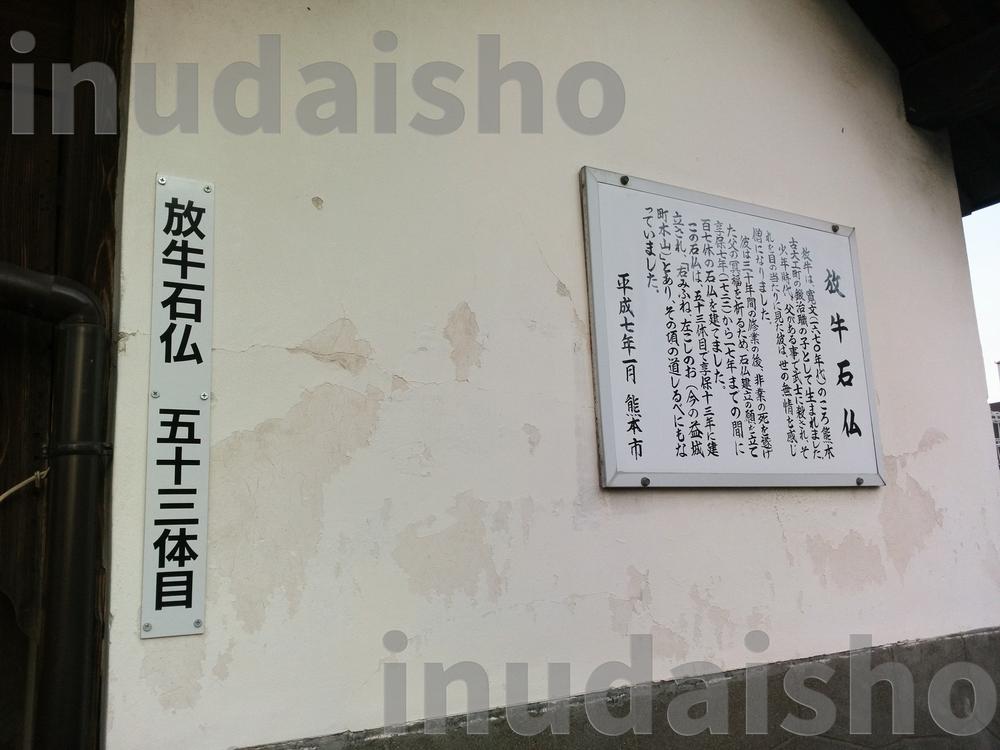 inudaisho
放牛石仏 五十三体目
放牛石仏
放牛は、寛文(一六七〇年代)のころ熊本
古大工町の鍛冶職の子として生まれました。
少年時代、父がある事で武士に殺され、そ
れを目の当たりに見た彼は、世の無情を感じ
僧になりました。
彼は三十年間の修業の後、非業の死を遂げ
た父の冥福を祈るため、石仏建立の願を立て
享保七年(一七二二)から一七年までの間に
百七体の石仏を建てました。
この石仏は、五十三体目で享保十三年に建
立され、「右みふね、左こしのお(今の益城
町木山)」とあり、その頃の道しるべにもな
っていました。
平成七年一月 熊本市
inudaisho